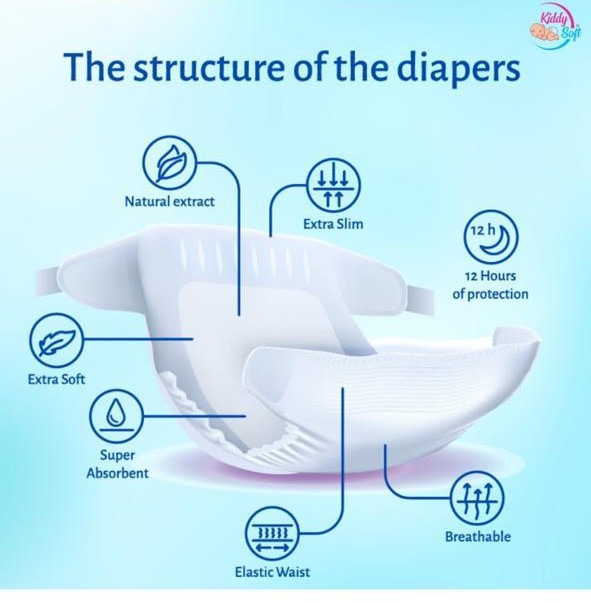 Kiddy
Soft
The structure of the diapers
Natural extract
Extra Slim
12 h
12 Hours
of protection
Extra Soft
Super
Absorbent
Breathable
Elastic Waist